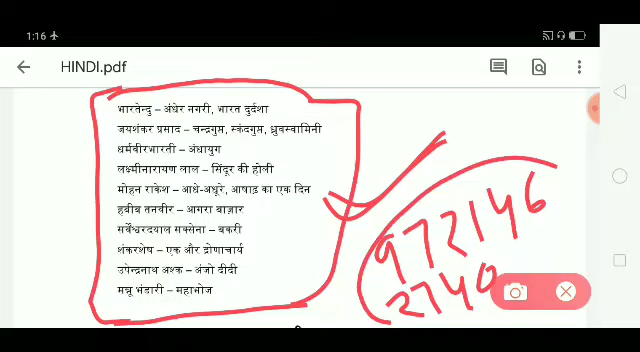 1:16
HINDI.pdf
भारतेन्दु – अंधेर नगरी, भारत दुर्दशा
जयशंकर प्रसाद – चन्द्रगुप्त, स्कंदगुप्त, ध्रुवस्वामिनी
धर्मवीरभारती – अंधायुग
लक्ष्मीनारायण लाल – सिंदूर की होली
मोहन राकेश – आधे-अधूरे, आषाढ़ का एक दिन
हबीब तनवीर – आगरा बाज़ार
सर्वेश्वरदयाल सक्सेना – बकरी
शंकरशेष – एक और द्रोणाचार्य
उपेन्द्रनाथ अश्क – अंजो दीदी
मन्नू भंडारी – महाभोज
972146
2740